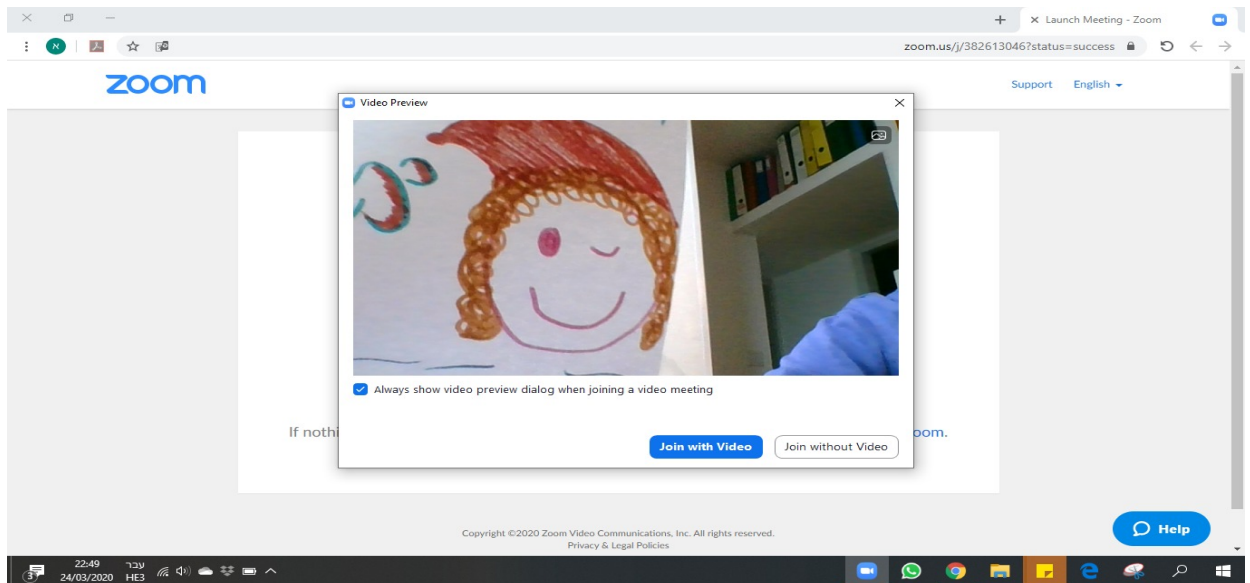 Launch Meeting - Zoom
zoom.us/j/382613046?status=success
א
zoom
Support
English
Video Preview
Always show video preview dialog when joining a video meeting
If nothi
oom.
Join with Video
Join without Video
Copyright ©2020 Zoom Video Communications, Inc. All rights reserved.
Privacy & Legal Policies
Help
22:49
24/03/2020
עבר
HE3
3